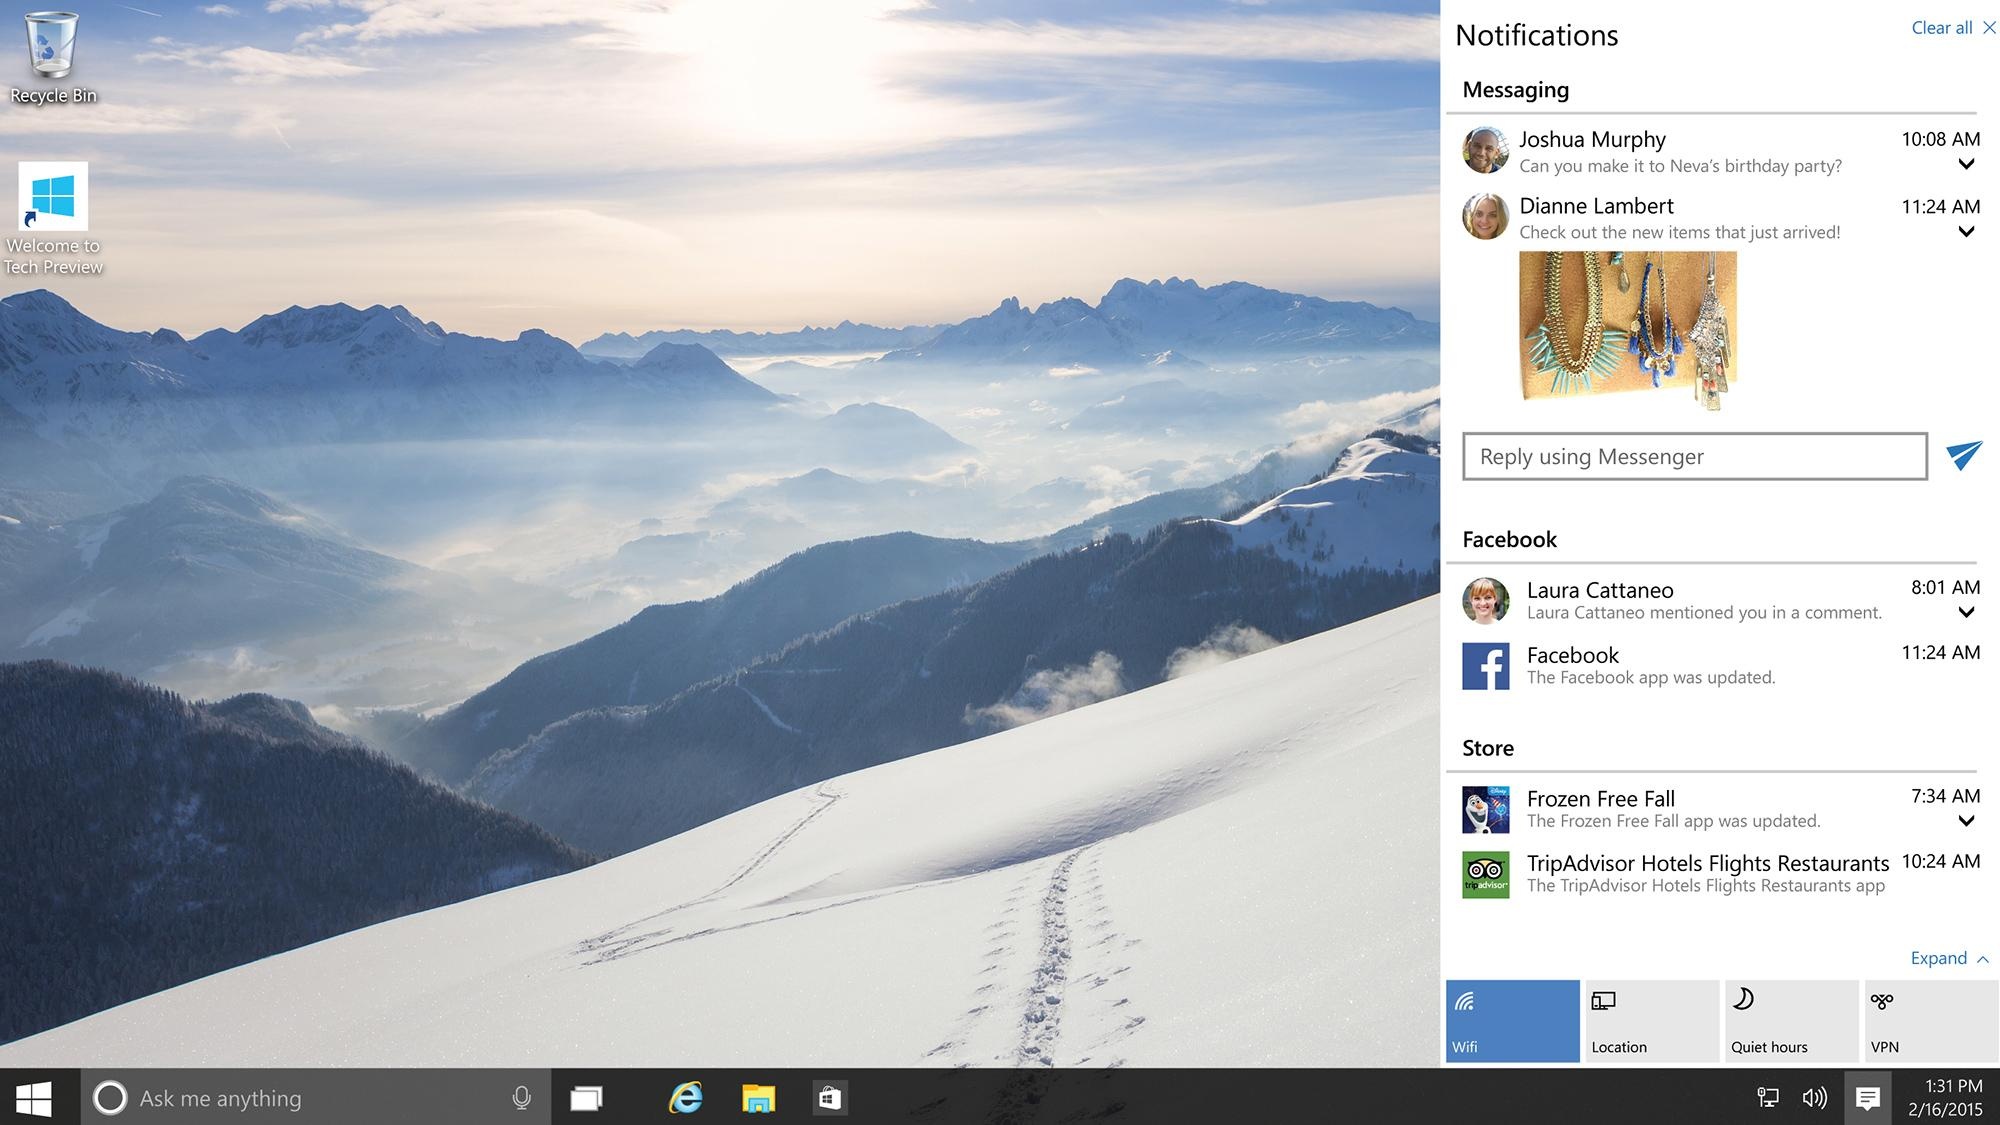 Recycle Bin
Welcome to
Tech Preview
Notifications
Clear all
Messaging
Joshua Murphy
10:08 AM
Can you make it to Neva's birthday party?
Dianne Lambert
11:24 AM
Check out the new items that just arrived!
Reply using Messenger
Facebook
Laura Cattaneo
8:01 AM
Laura Cattaneo mentioned you in a comment.
Facebook
11:24 AM
The Facebook app was updated.
Store
Disney
Frozen Free Fall
7:34 AM
The Frozen Free Fall app was updated.
tripadvisor
TripAdvisor Hotels Flights Restaurants
10:24 AM
The TripAdvisor Hotels Flights Restaurants app
Expand
Wifi
Location
Quiet hours
VPN
Ask me anything
1:31 PM
2/16/2015